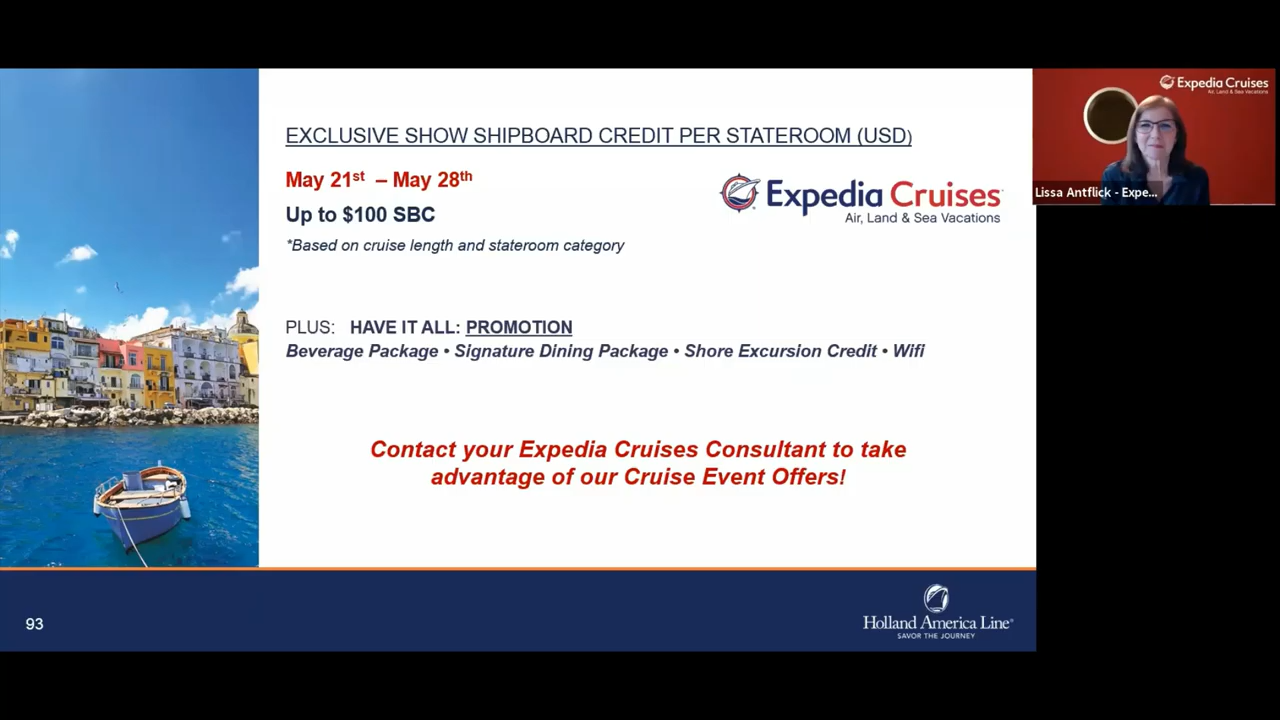 EXCLUSIVE SHOW SHIPBOARD CREDIT PER STATEROOM (USD)
May 21st – May 28th
Up to $100 SBC
*Based on cruise length and stateroom category
Expedia Cruises
Air, Land & Sea Vacations
PLUS: HAVE IT ALL: PROMOTION
Beverage Package • Signature Dining Package • Shore Excursion Credit • Wifi
Contact your Expedia Cruises Consultant to take
advantage of our Cruise Event Offers!
93
Holland America Line®
SAVOR THE JOURNEY
Expedia Cruises
Air, Land & Sea Vacations
Lissa Antflick - Expe...